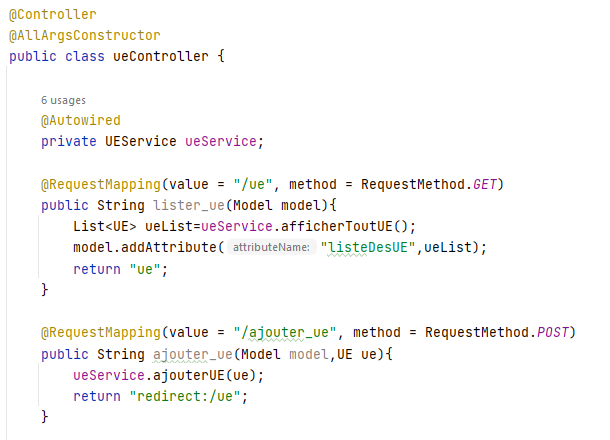 @Controller
@AllArgsConstructor
public class ueController {
6 usages
@Autowired
private UEService ueService;
@RequestMapping(value = "/ue", method = RequestMethod.GET)
public String lister_ue(Model model){
List<UE> ueList=ueService.afficherToutUE();
model.addAttribute( attributeName: "listeDesUE",ueList);
return "ue";
}
@RequestMapping(value = "/ajouter_ue", method = RequestMethod.POST)
public String ajouter_ue(Model model,UE ue){
ueService.ajouterUE(ue);
return "redirect:/ue";
}